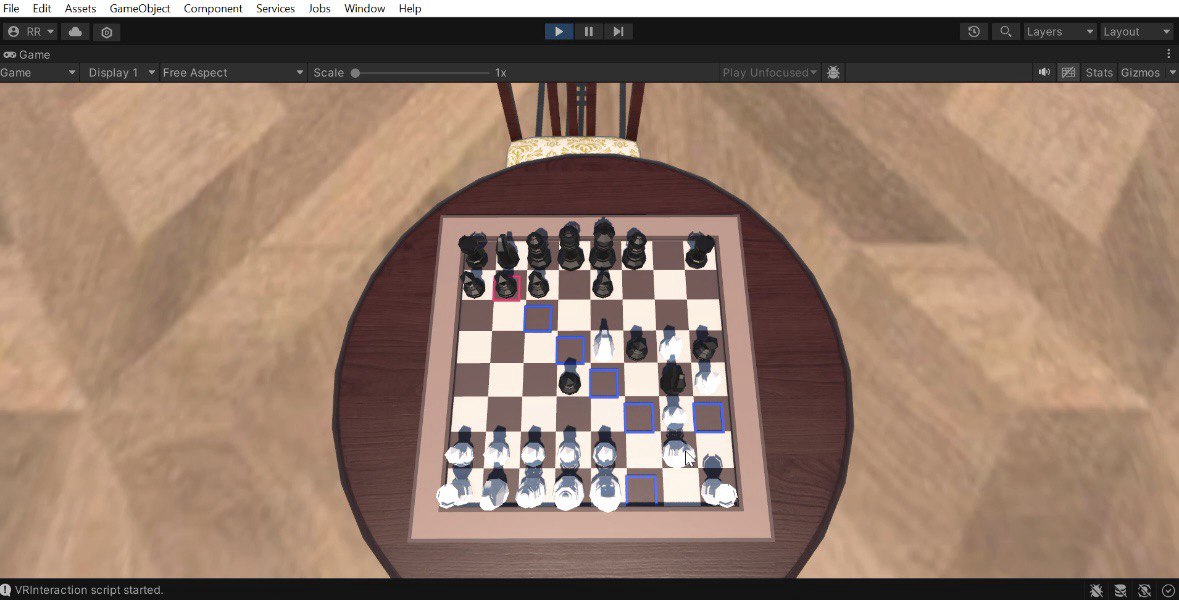 File Edit Assets GameObject Component Services Jobs Window Help
RR Layers Layout
Game
Game Display 1 Free Aspect Scale 1x Play Unfocused Stats Gizmos
VRInteraction script started.